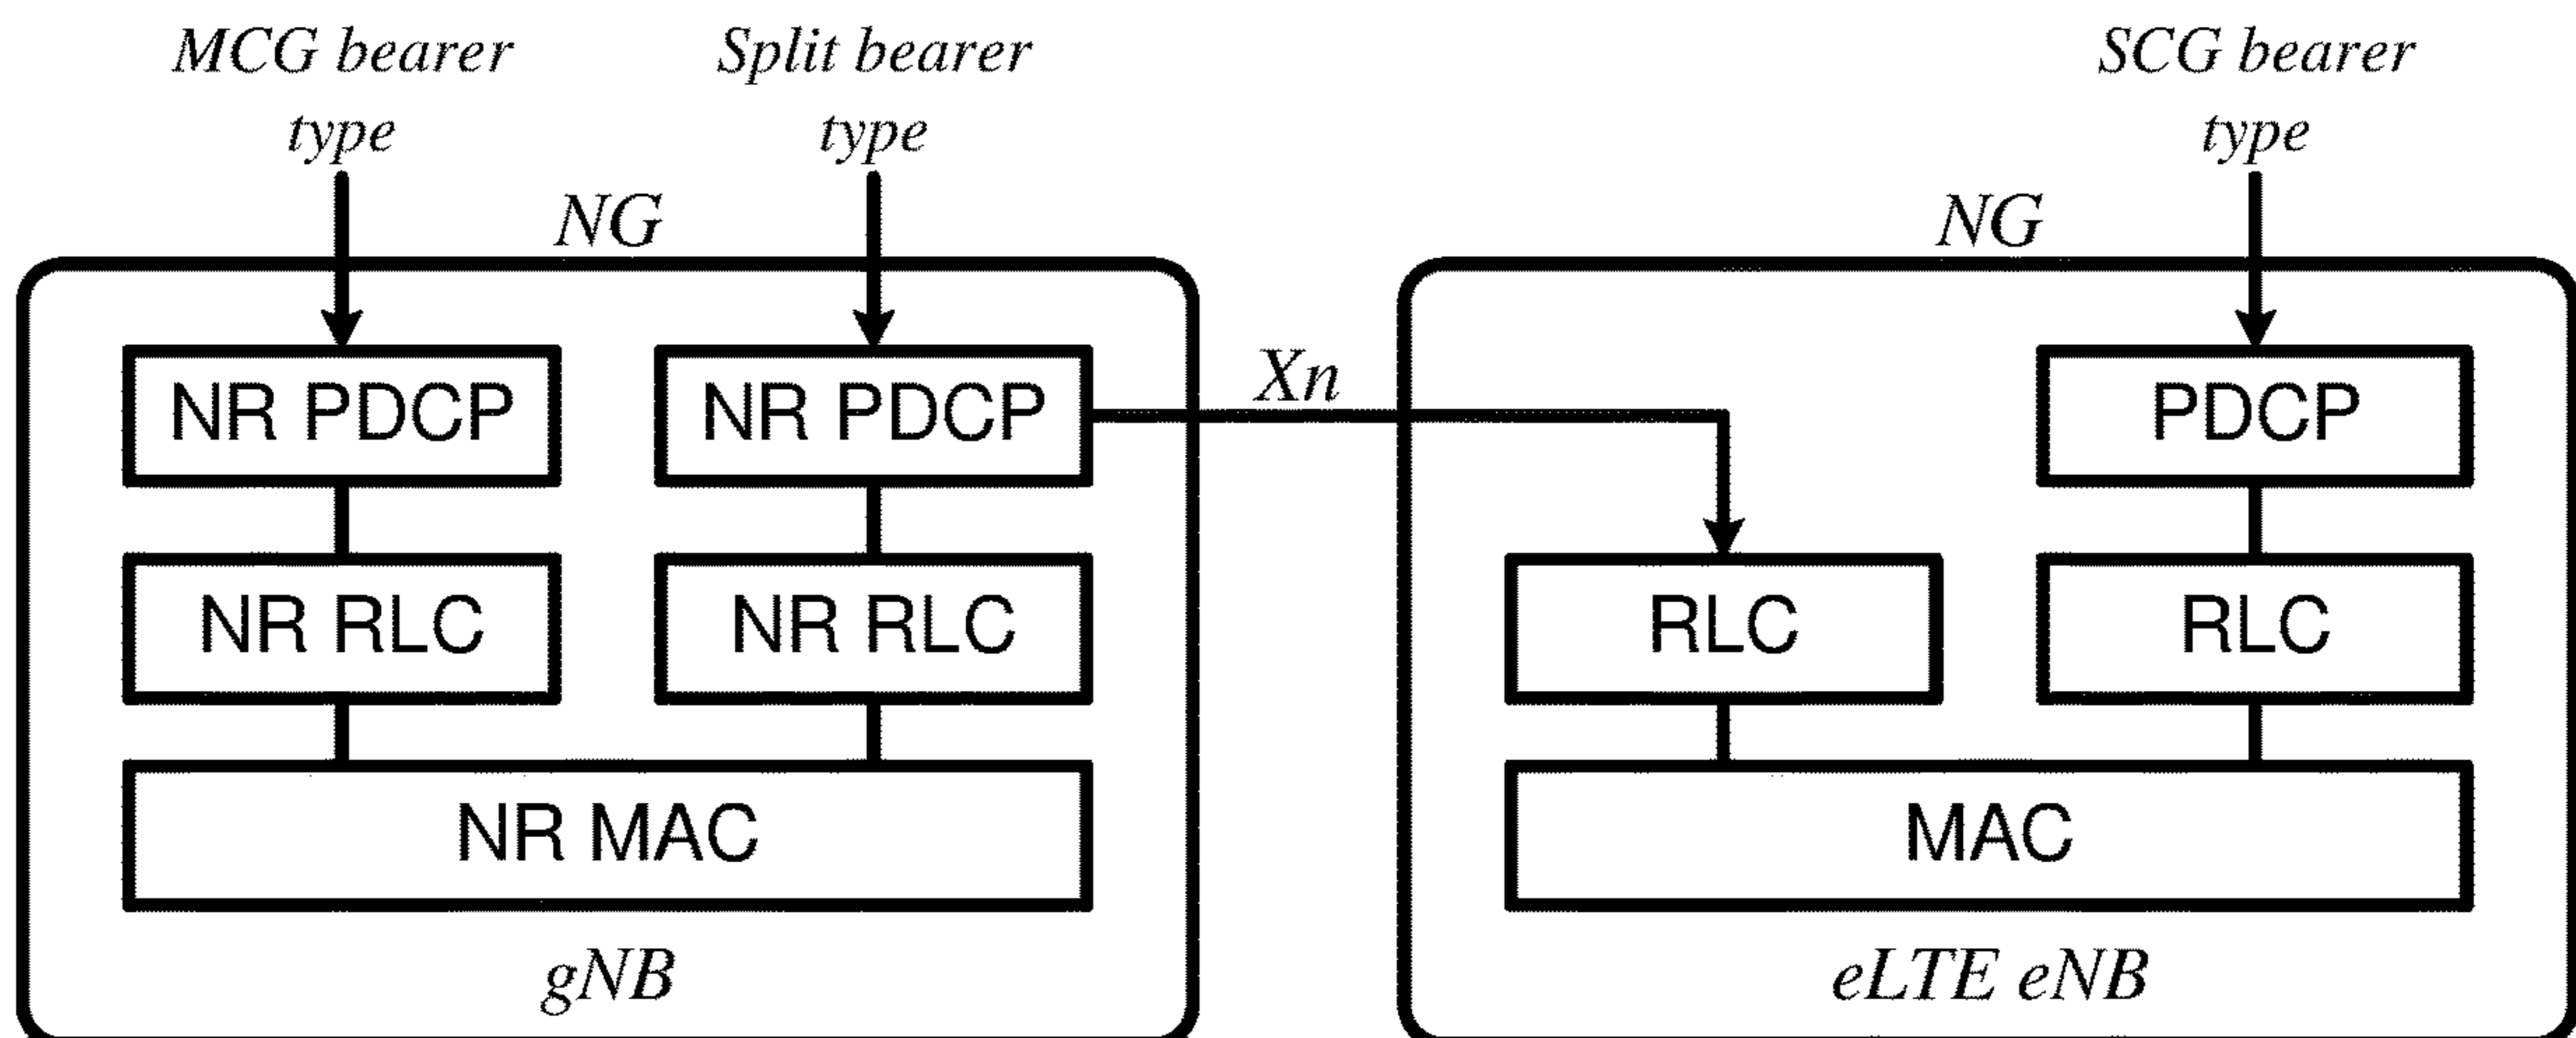 MCG bearer
type
Split bearer
type
SCG bearer
type
NG
NG
Xn
NR PDCP
NR PDCP
PDCP
NR RLC
NR RLC
RLC
RLC
NR MAC
MAC
gNB
eLTE eNB